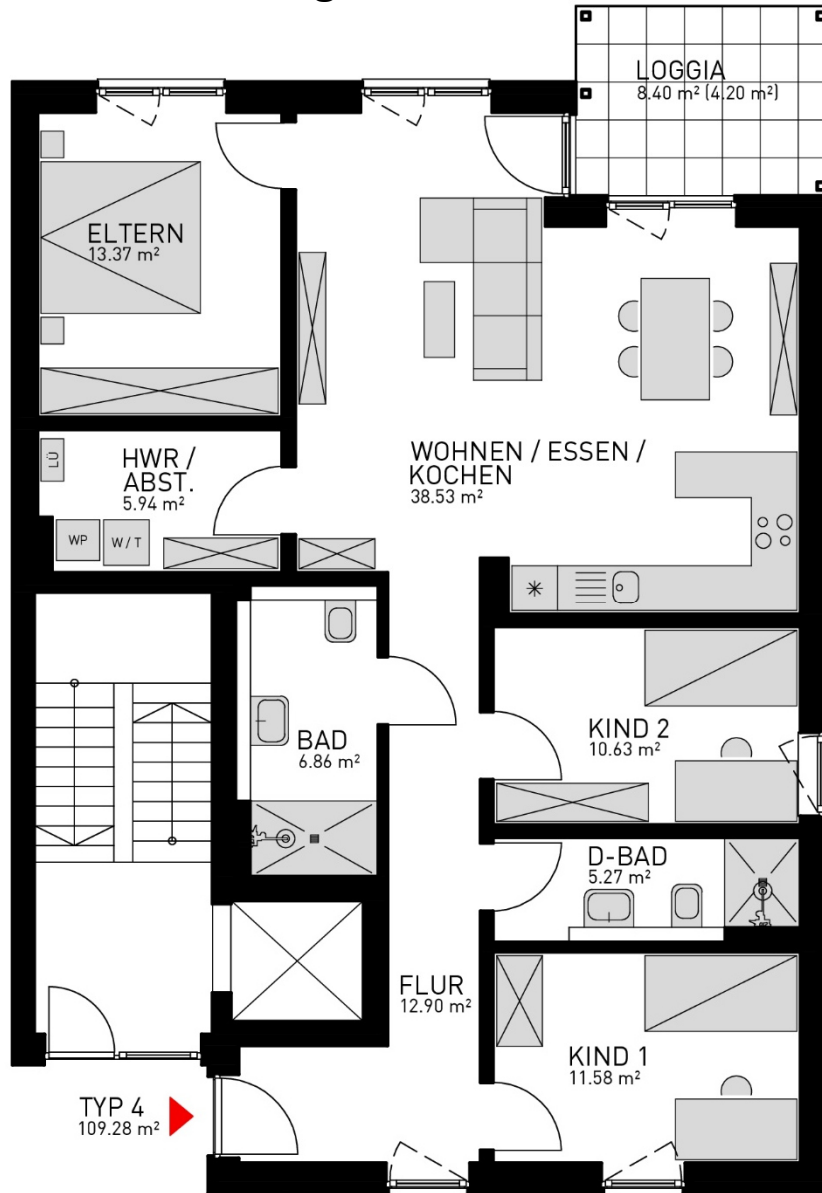 LOGGIA
8.40 m² (4.20 m²)
ELTERN
13.37 m²
HWR /
ABST.
5.94 m²
LÜ
WP
W / T
WOHNEN / ESSEN /
KOCHEN
38.53 m²
BAD
6.86 m²
KIND 2
10.63 m²
D-BAD
5.27 m²
FLUR
12.90 m²
KIND 1
11.58 m²
TYP 4
109.28 m²